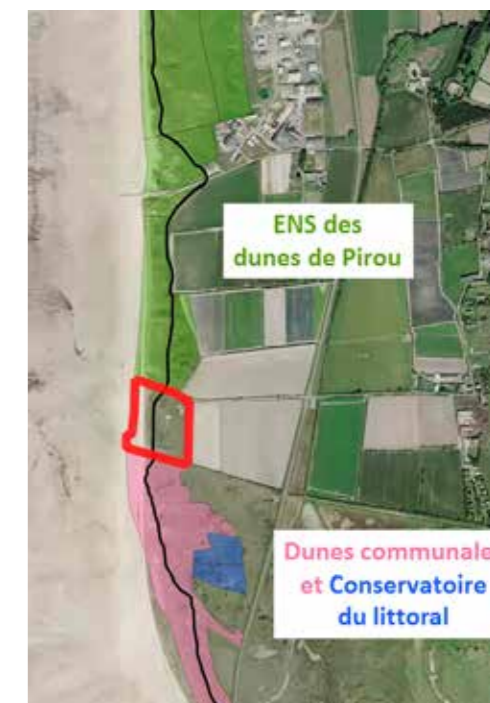 ENS des
dunes de Pirou
Dunes communale
et Conservatoire
du littoral